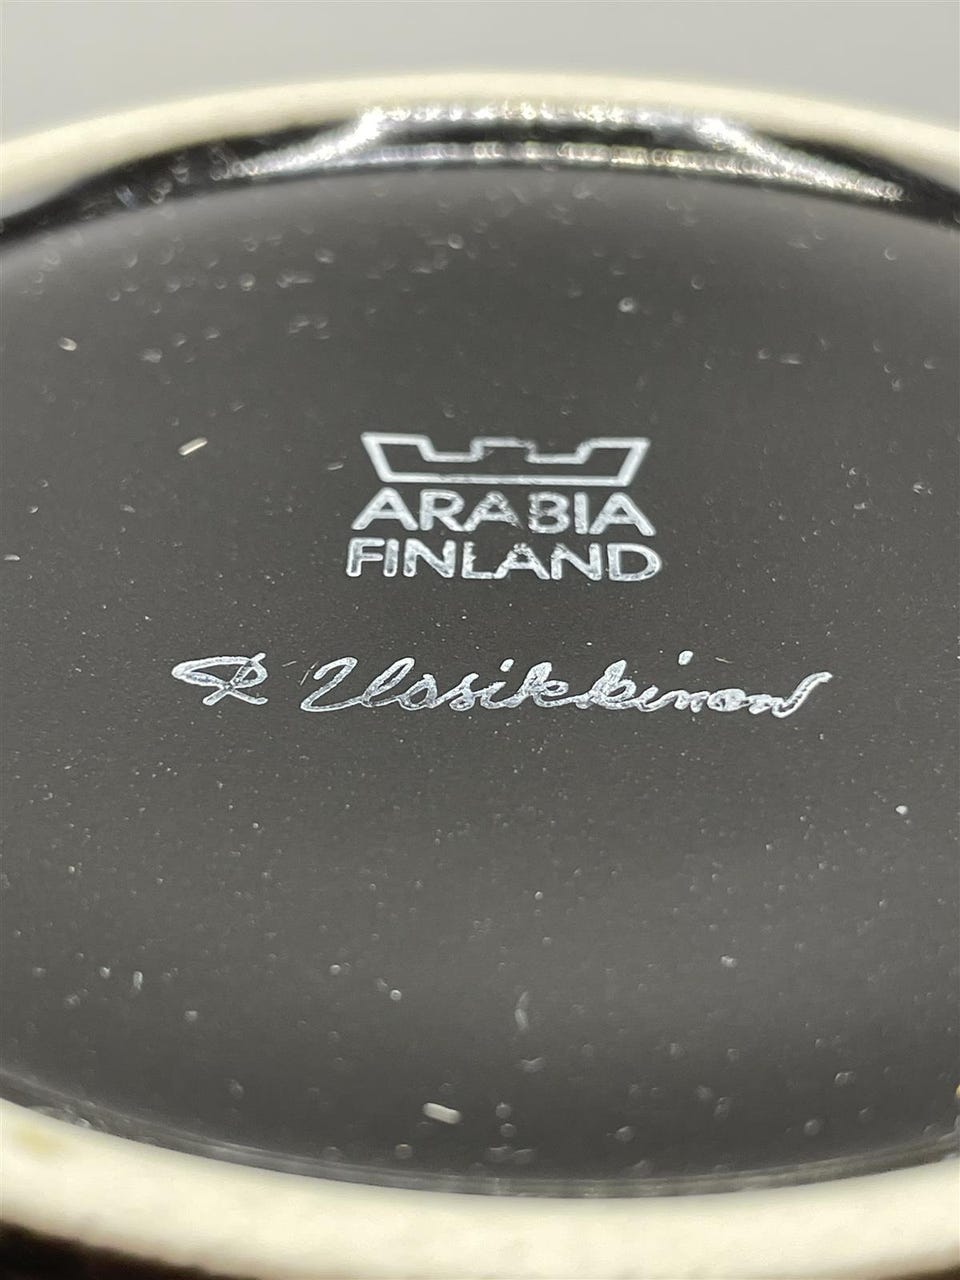 ARABIA
FINLAND
R Uosikkinen